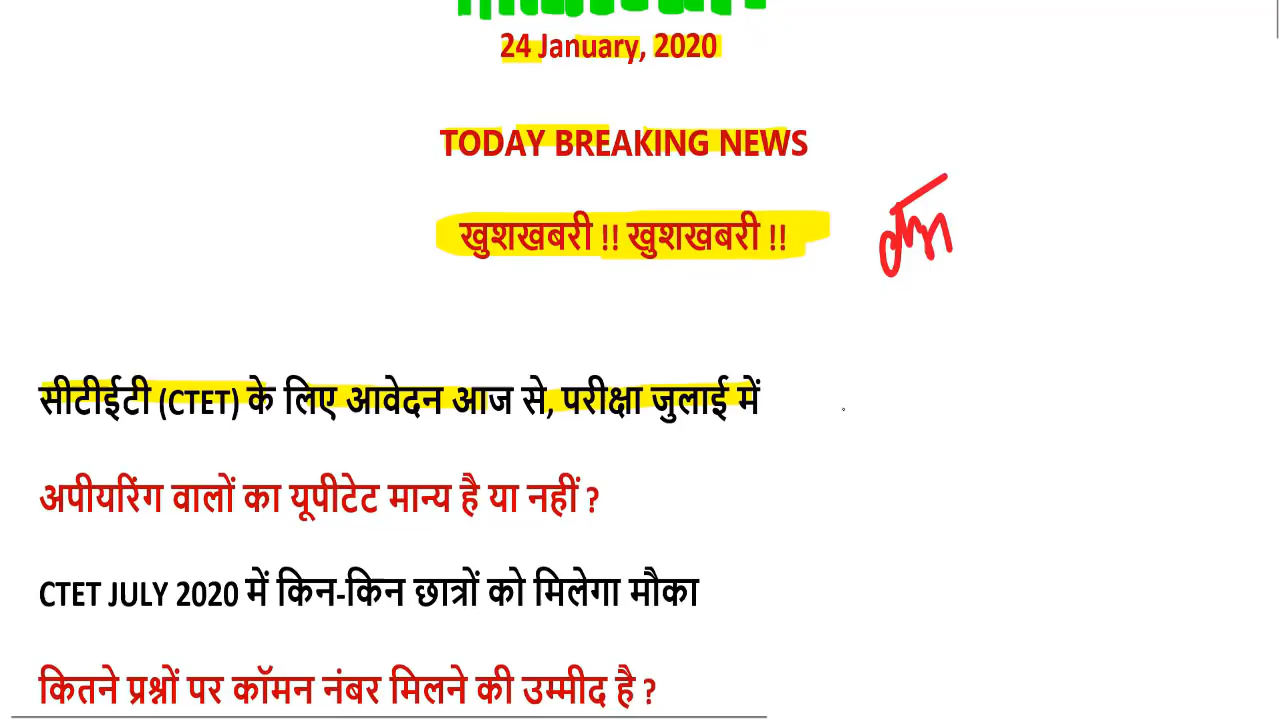 24 January, 2020
TODAY BREAKING NEWS
खुशखबरी !! खुशखबरी !!
सीटीईटी (CTET) के लिए आवेदन आज से, परीक्षा जुलाई में
अपीयरिंग वालों का यूपीटेट मान्य है या नहीं ?
CTET JULY 2020 में किन-किन छात्रों को मिलेगा मौका
कितने प्रश्नों पर कॉमन नंबर मिलने की उम्मीद है ?